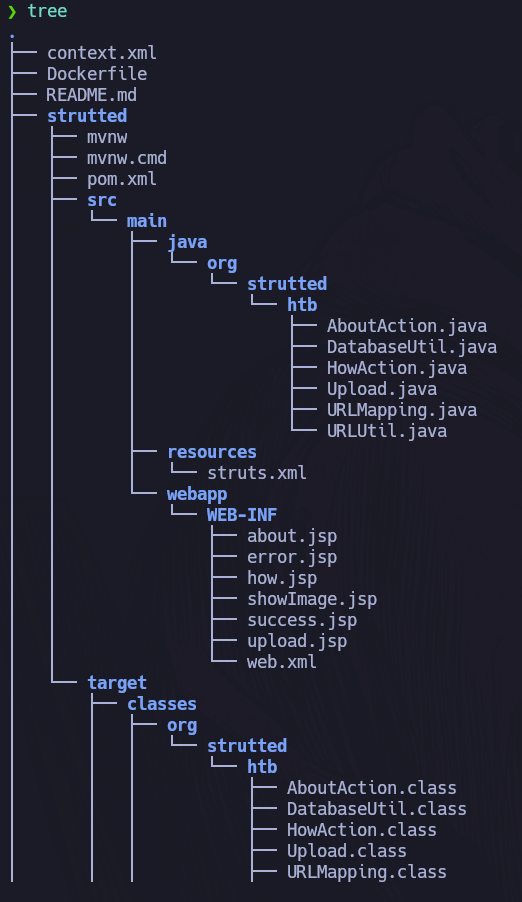 ❯ tree
.
├── context.xml
├── Dockerfile
├── README.md
├── strutted
│   ├── mvnw
│   ├── mvnw.cmd
│   ├── pom.xml
│   ├── src
│   │   └── main
│   │       ├── java
│   │       │   └── org
│   │       │       └── strutted
│   │       │           └── htb
│   │       │               ├── AboutAction.java
│   │       │               ├── DatabaseUtil.java
│   │       │               ├── HowAction.java
│   │       │               ├── Upload.java
│   │       │               ├── URLMapping.java
│   │       │               └── URLUtil.java
│   │       ├── resources
│   │       │   └── struts.xml
│   │       └── webapp
│   │           └── WEB-INF
│   │               ├── about.jsp
│   │               ├── error.jsp
│   │               ├── how.jsp
│   │               ├── showImage.jsp
│   │               ├── success.jsp
│   │               ├── upload.jsp
│   │               └── web.xml
│   └── target
│       ├── classes
│       │   ├── org
│       │   │   └── strutted
│       │   │       └── htb
│       │   │           ├── AboutAction.class
│       │   │           ├── DatabaseUtil.class
│       │   │           ├── HowAction.class
│       │   │           ├── Upload.class
│       │   │           ├── URLMapping.class